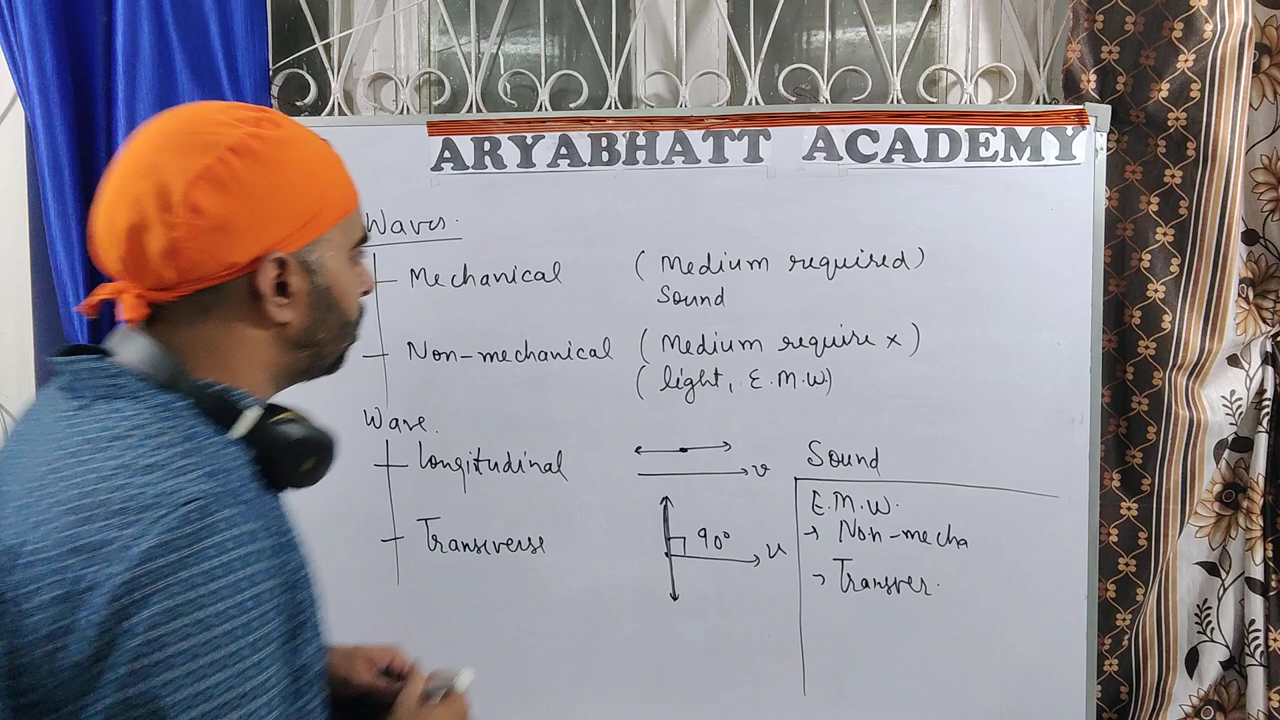 ARYABHATT ACADEMY
Waves.
Mechanical (Medium required)
Sound
Non-mechanical (Medium require x)
(light, E.M.W)
Wave.
Longitudinal v Sound
Transverse 90° v
E.M.W.
→ Non-mecha
→ Transver.